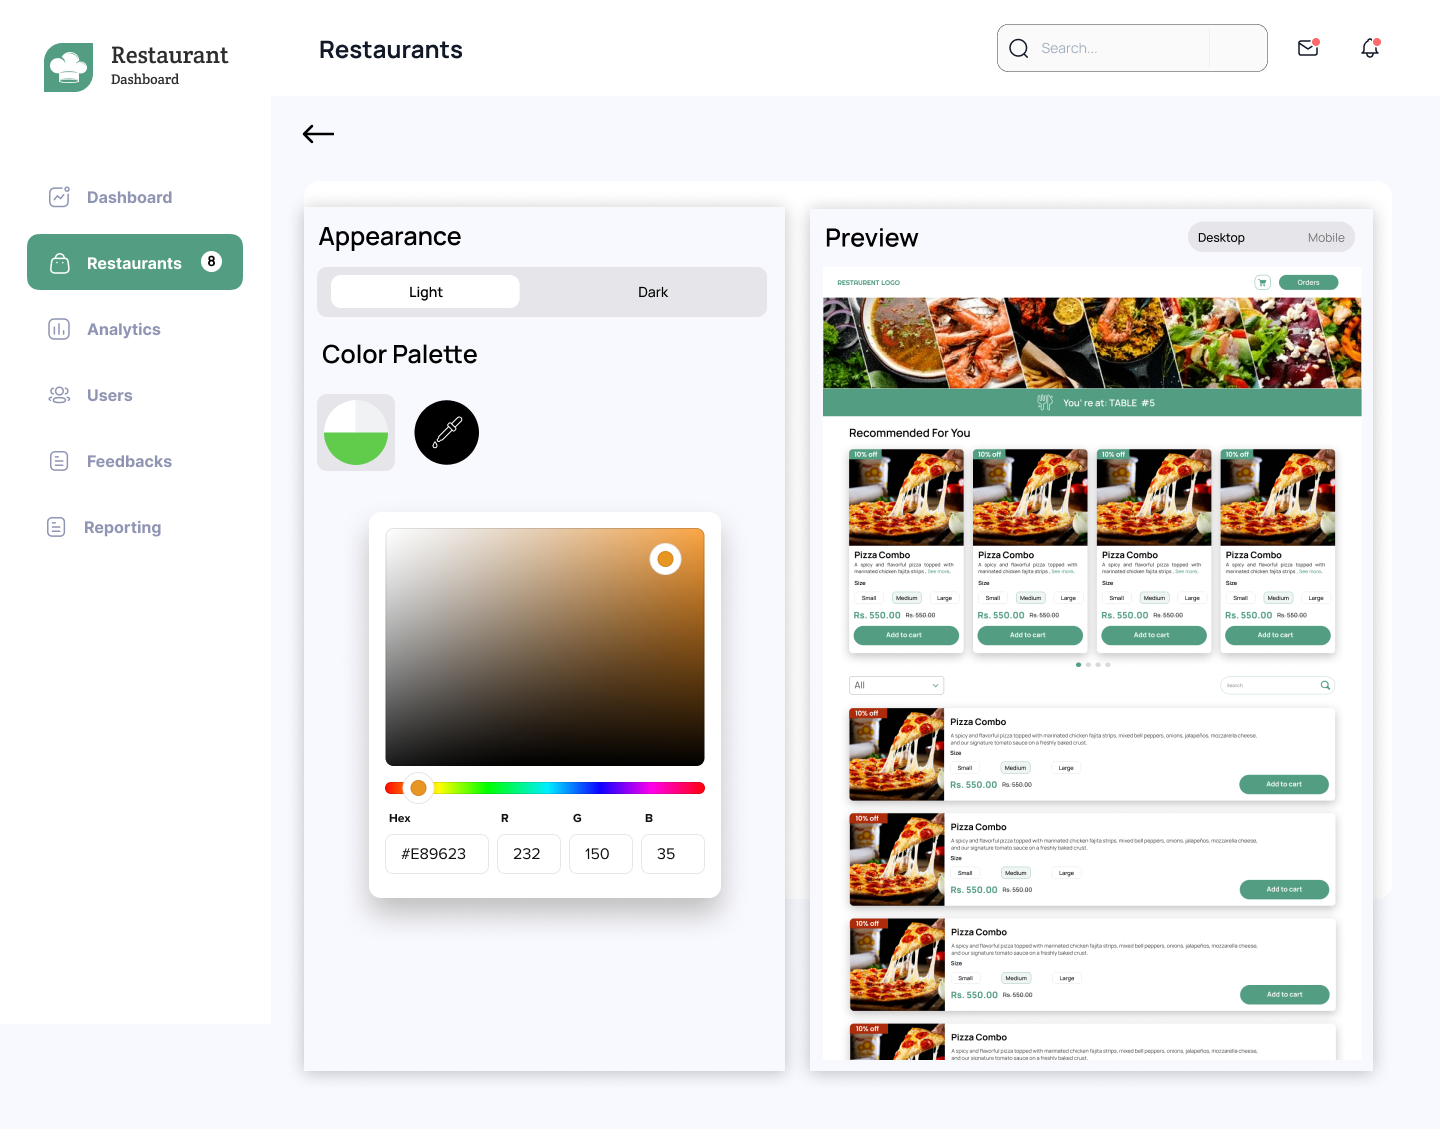 Restaurant
Dashboard
Restaurants
Search...
Dashboard
Restaurants 8
Analytics
Users
Feedbacks
Reporting
Appearance
Light Dark
Color Palette
Hex R G B
#E89623 232 150 35
Preview
Desktop Mobile
RESTAURENT LOGO Orders
You' re at: TABLE #5
Recommended For You
10% off 10% off 10% off 10% off
Pizza Combo Pizza Combo Pizza Combo Pizza Combo
A spicy and flavorful pizza topped with A spicy and flavorful pizza topped with A spicy and flavorful pizza topped with A spicy and flavorful pizza topped with
marinated chicken fajita strips . See more. marinated chicken fajita strips . See more. marinated chicken fajita strips . See more. marinated chicken fajita strips . See more.
Size Size Size Size
Small Medium Large Small Medium Large Small Medium Large Small Medium Large
Rs. 550.00 Rs. 550.00 Rs. 550.00 Rs. 550.00 Rs. 550.00 Rs. 550.00 Rs. 550.00 Rs. 550.00
Add to cart Add to cart Add to cart Add to cart
All Search
10% off
Pizza Combo
A spicy and flavorful pizza topped with marinated chicken fajita strips, mixed bell peppers, onions, jalapeños, mozzarella cheese,
and our signature tomato sauce on a freshly baked crust.
Size
Small Medium Large
Rs. 550.00 Rs. 550.00 Add to cart
10% off
Pizza Combo
A spicy and flavorful pizza topped with marinated chicken fajita strips, mixed bell peppers, onions, jalapeños, mozzarella cheese,
and our signature tomato sauce on a freshly baked crust.
Size
Small Medium Large
Rs. 550.00 Rs. 550.00 Add to cart
10% off
Pizza Combo
A spicy and flavorful pizza topped with marinated chicken fajita strips, mixed bell peppers, onions, jalapeños, mozzarella cheese,
and our signature tomato sauce on a freshly baked crust.
Size
Small Medium Large
Rs. 550.00 Rs. 550.00 Add to cart
10% off
Pizza Combo
A spicy and flavorful pizza topped with marinated chicken fajita strips, mixed bell peppers, onions, jalapeños, mozzarella cheese,
and our signature tomato sauce on a freshly baked crust.